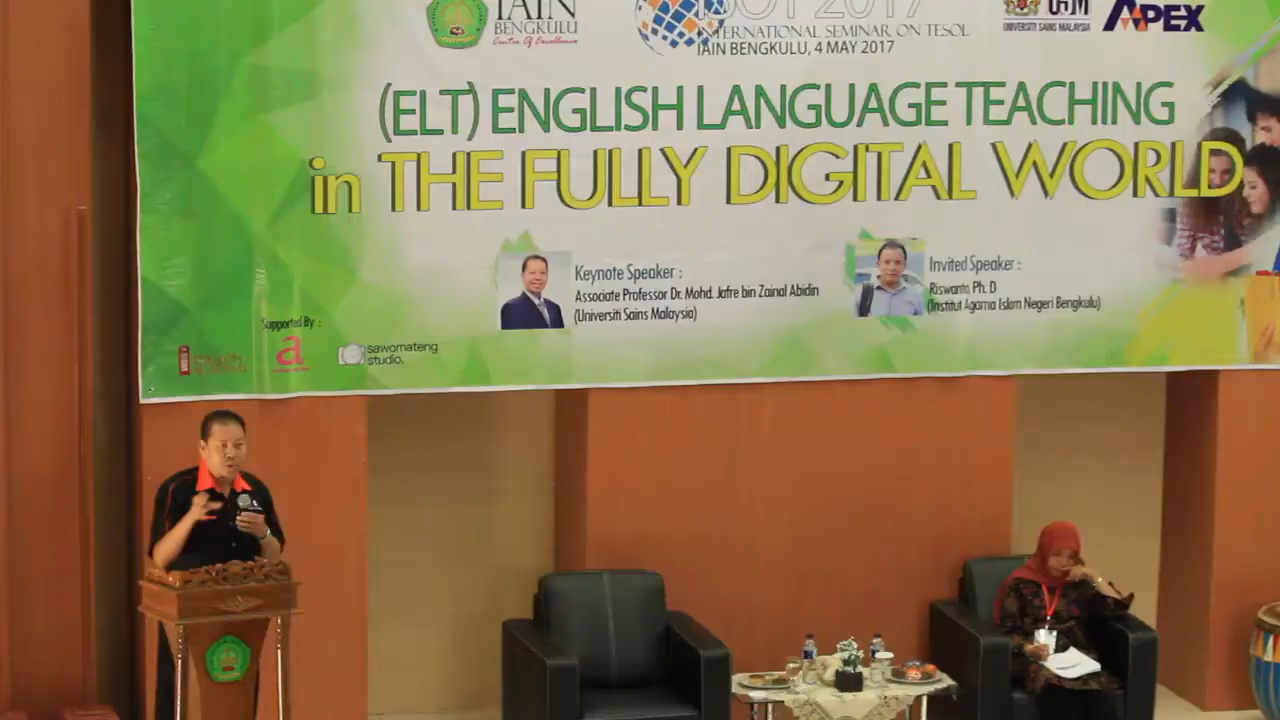 IAIN
BENGKULU
Centre Of Excellence
2017
INTERNATIONAL SEMINAR ON TESOL
IAIN BENGKULU, 4 MAY 2017
USM
UNIVERSITI SAINS MALAYSIA
APEX
(ELT) ENGLISH LANGUAGE TEACHING
in THE FULLY DIGITAL WORLD
Keynote Speaker :
Associate Professor Dr. Mohd. Jafre bin Zainal Abidin
(Universiti Sains Malaysia)
Invited Speaker :
Riswanto, Ph. D
(Institut Agama Islam Negeri Bengkulu)
Supported By :
a
sawomateng
studio.